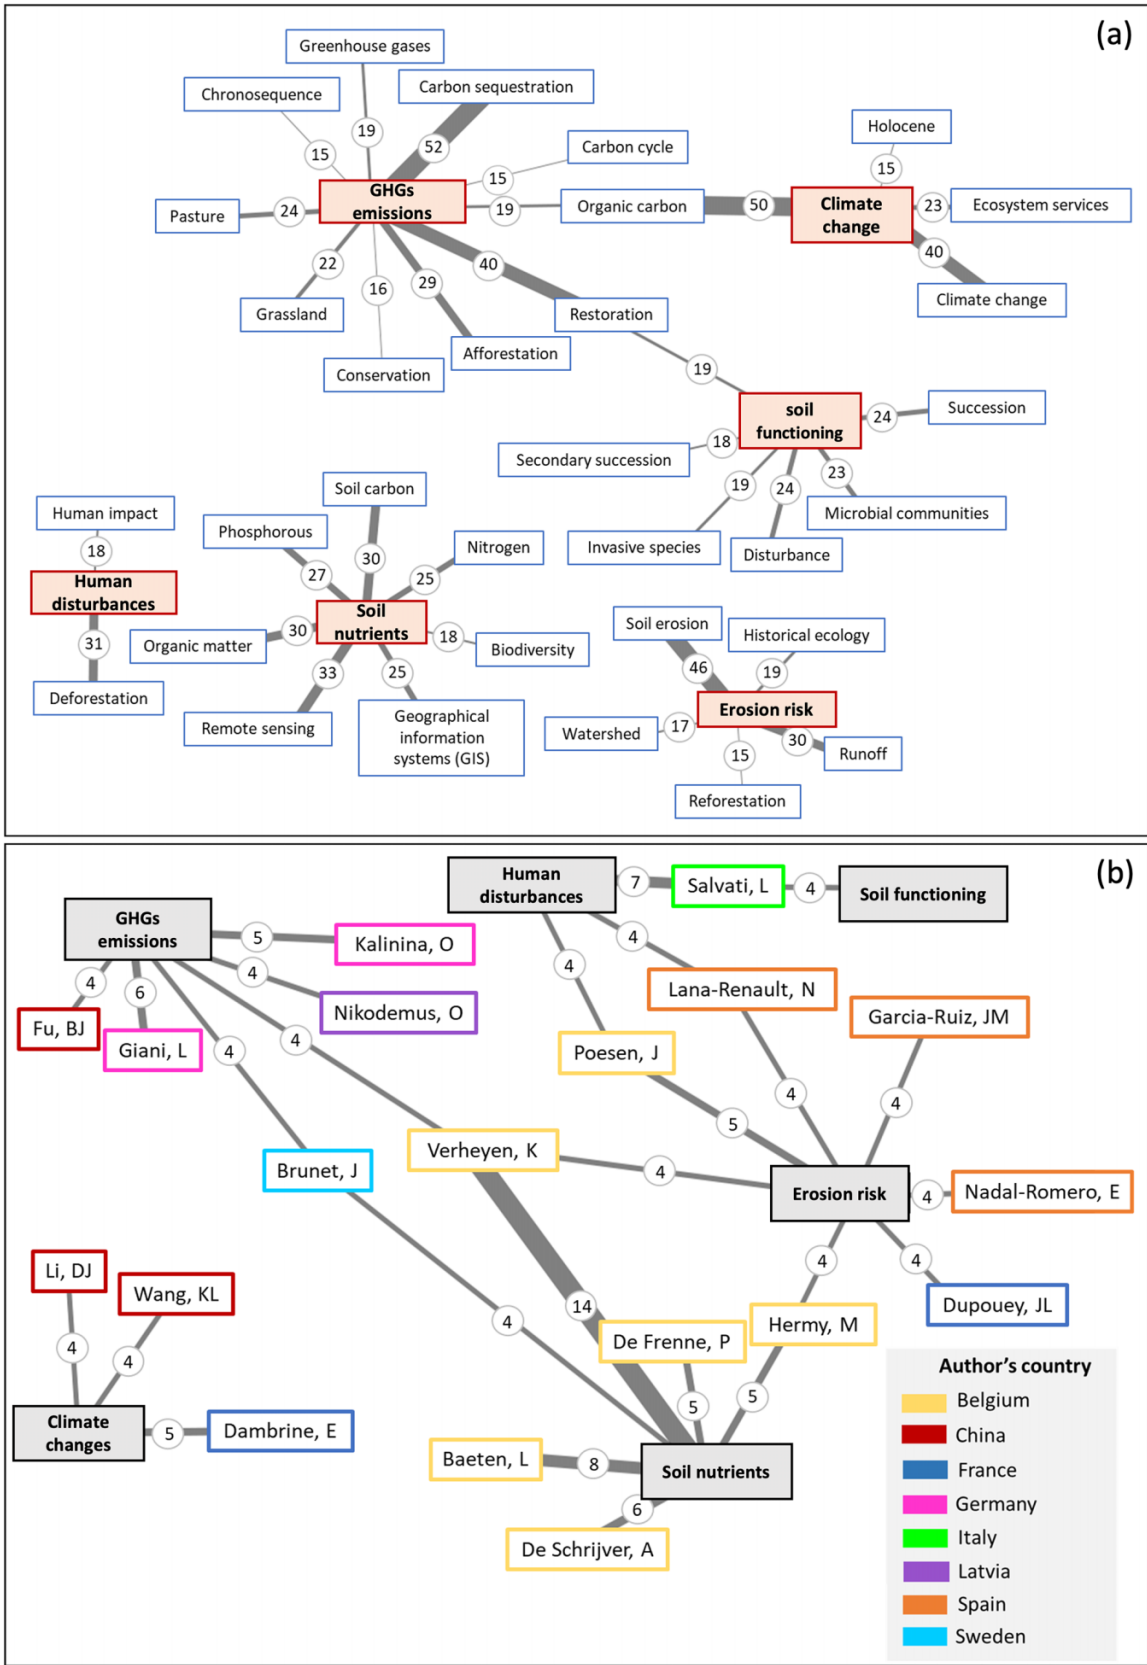 (a)
Greenhouse gases
Carbon sequestration
Chronosequence
Holocene
19
52
Carbon cycle
15
15
15
GHGs
emissions
Pasture
24
19
Organic carbon
50
Climate
change
23
Ecosystem services
40
22
40
16
29
Climate change
Grassland
Restoration
Afforestation
Conservation
19
soil
functioning
24
Succession
18
Secondary succession
19
24
23
Microbial communities
Invasive species
Disturbance
Human impact
18
Human
disturbances
31
Deforestation
Soil carbon
Phosphorous
Nitrogen
27
30
25
Soil
nutrients
Organic matter
30
18
Biodiversity
33
25
Remote sensing
Geographical
information
systems (GIS)
Soil erosion
Historical ecology
46
19
Erosion risk
Watershed
17
30
Runoff
15
Reforestation
(b)
Human
disturbances
7
Salvati, L
4
Soil functioning
GHGs
emissions
5
Kalinina, O
4
4
4
Nikodemus, O
4
6
Fu, BJ
Giani, L
4
4
Lana-Renault, N
Garcia-Ruiz, JM
Poesen, J
4
4
5
Brunet, J
Verheyen, K
4
Erosion risk
4
Nadal-Romero, E
4
4
Dupouey, JL
Li, DJ
Wang, KL
4
4
Climate
changes
5
Dambrine, E
4
14
De Frenne, P
Hermy, M
5
5
Baeten, L
8
Soil nutrients
6
De Schrijver, A
Author's country
Belgium
China
France
Germany
Italy
Latvia
Spain
Sweden